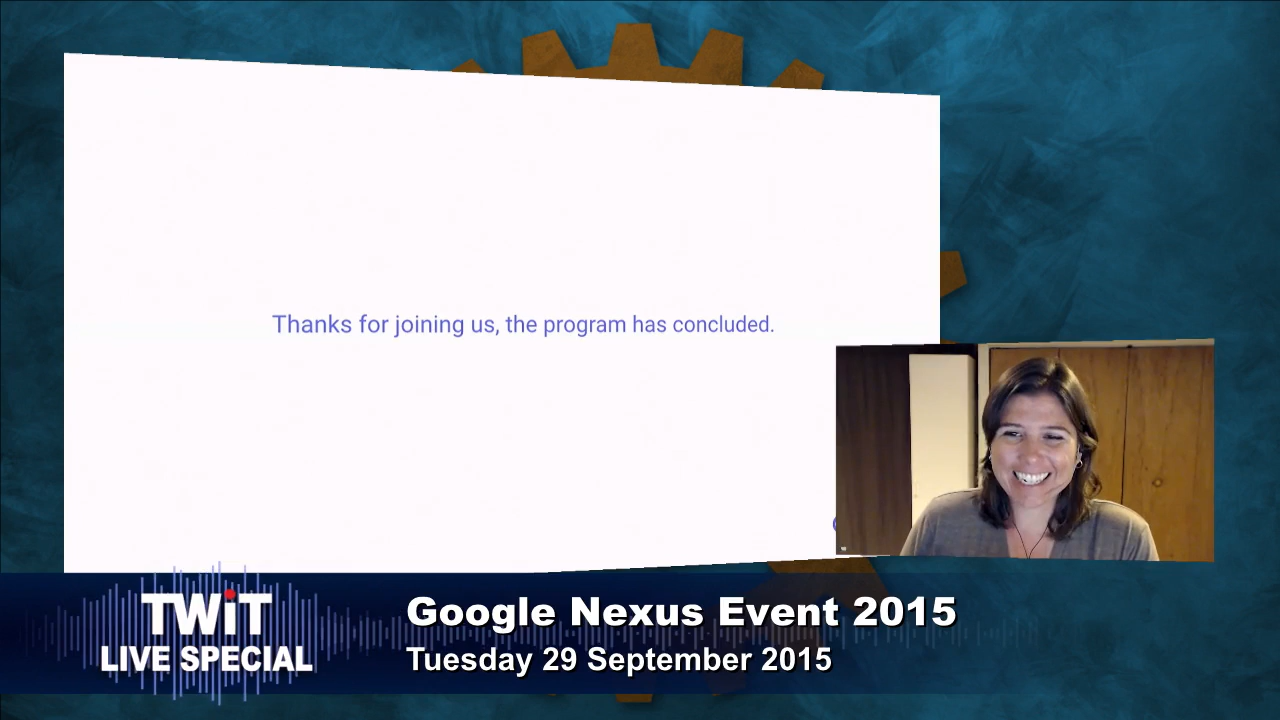 Thanks for joining us, the program has concluded.
TWiT
LIVE SPECIAL
Google Nexus Event 2015
Tuesday 29 September 2015